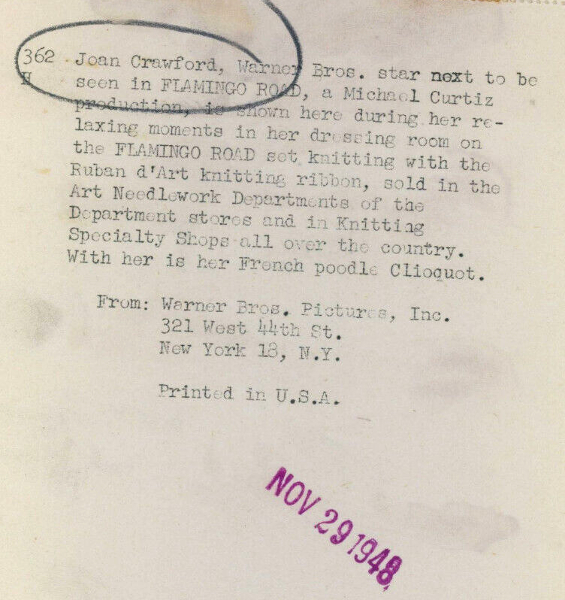 362 Joan Crawford, Warner Bros. star next to be
H seen in FLAMINGO ROAD, a Michael Curtiz
production, is shown here during her re-
laxing moments in her dressing room on
the FLAMINGO ROAD set knitting with the
Ruban d'Art knitting ribbon, sold in the
Art Needlework Departments of the
Department stores and in Knitting
Specialty Shops all over the country.
With her is her French poodle Clioquot.
From: Warner Bros. Pictures, Inc.
321 West 44th St.
New York 18, N.Y.
Printed in U.S.A.
NOV 29 1948